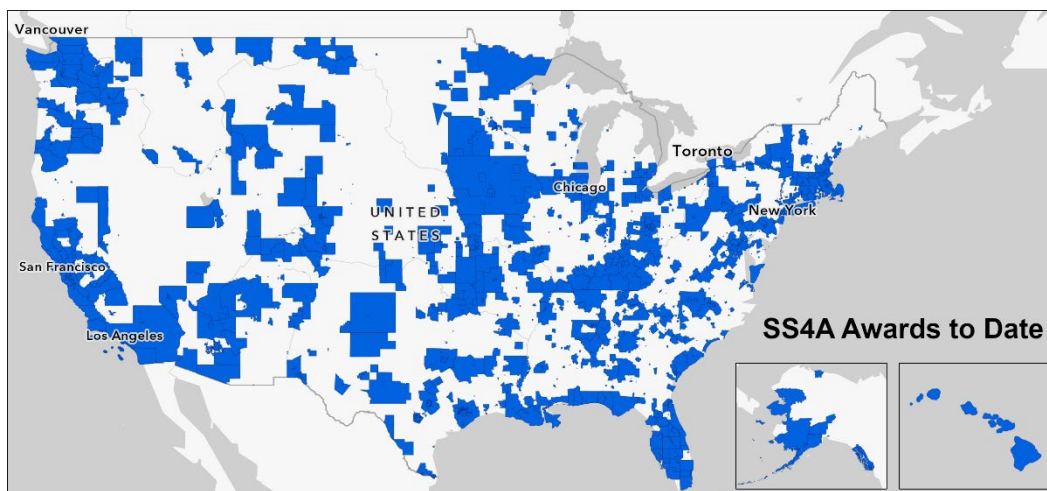 Vancouver
Toronto
Chicago
New York
UNITED
STATES
San Francisco
Los Angeles
SS4A Awards to Date